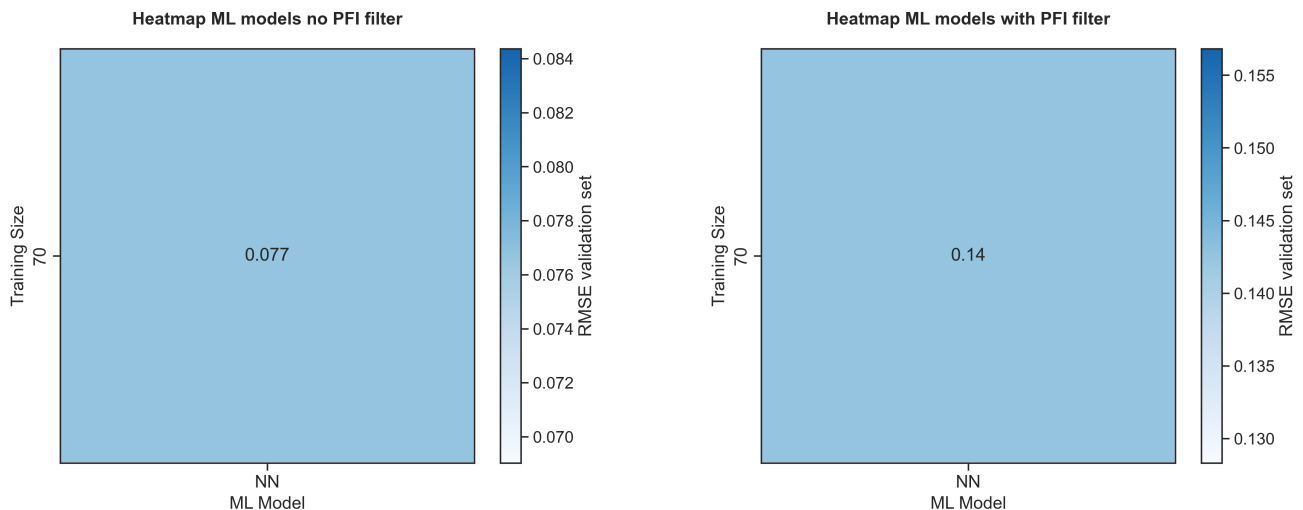 Heatmap ML models no PFI filter
Training Size
70
0.077
NN
ML Model
0.084
0.082
0.080
0.078
0.076
0.074
0.072
0.070
RMSE validation set
Heatmap ML models with PFI filter
Training Size
70
0.14
NN
ML Model
0.155
0.150
0.145
0.140
0.135
0.130
RMSE validation set